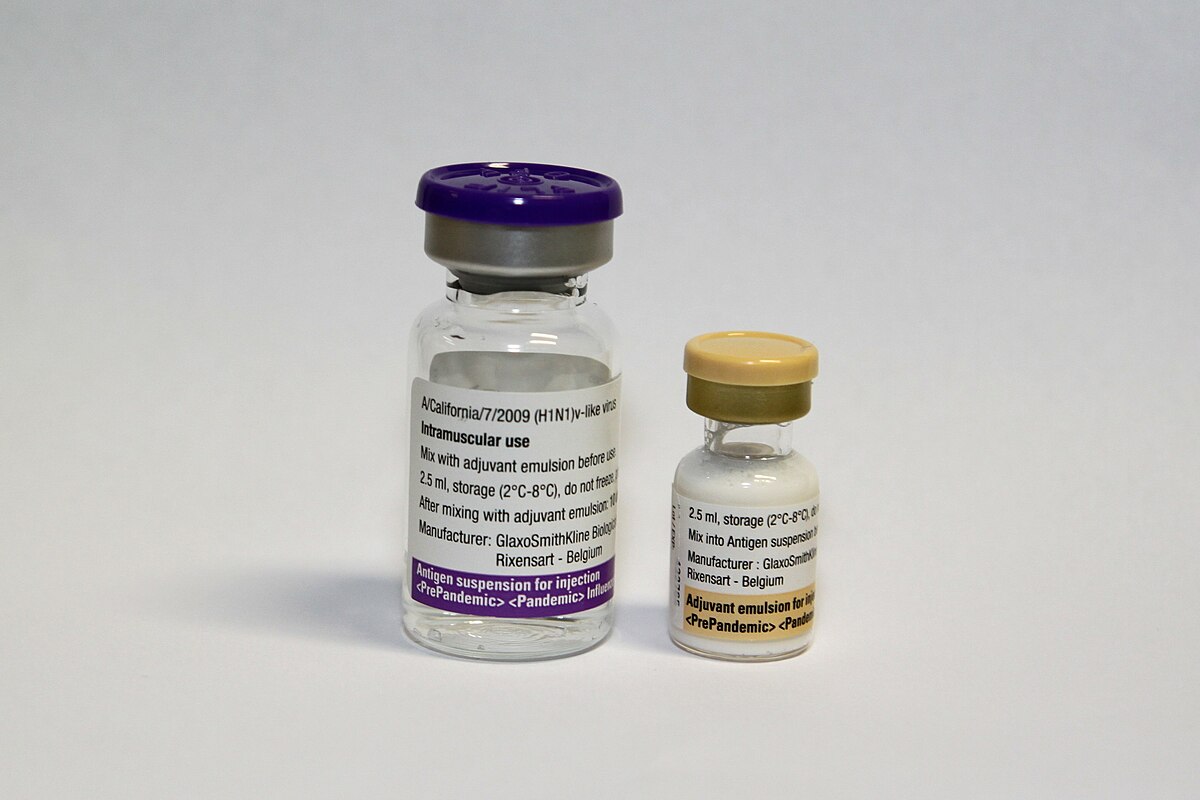 A/California/7/2009 (H1N1)v-like virus
Intramuscular use
Mix with adjuvant emulsion before use
2.5 ml, storage (2°C-8°C), do not freeze,
After mixing with adjuvant emulsion: 10
Manufacturer: GlaxoSmithKline
Rixensart - Belgium
Antigen suspension for injection
<PrePandemic> <Pandemic>
2.5 ml, storage (2°C-8°C),
Mix into Antigen suspension
Manufacturer : GlaxoSmithKline
Rixensart - Belgium
Adjuvant emulsion for
<PrePandemic>